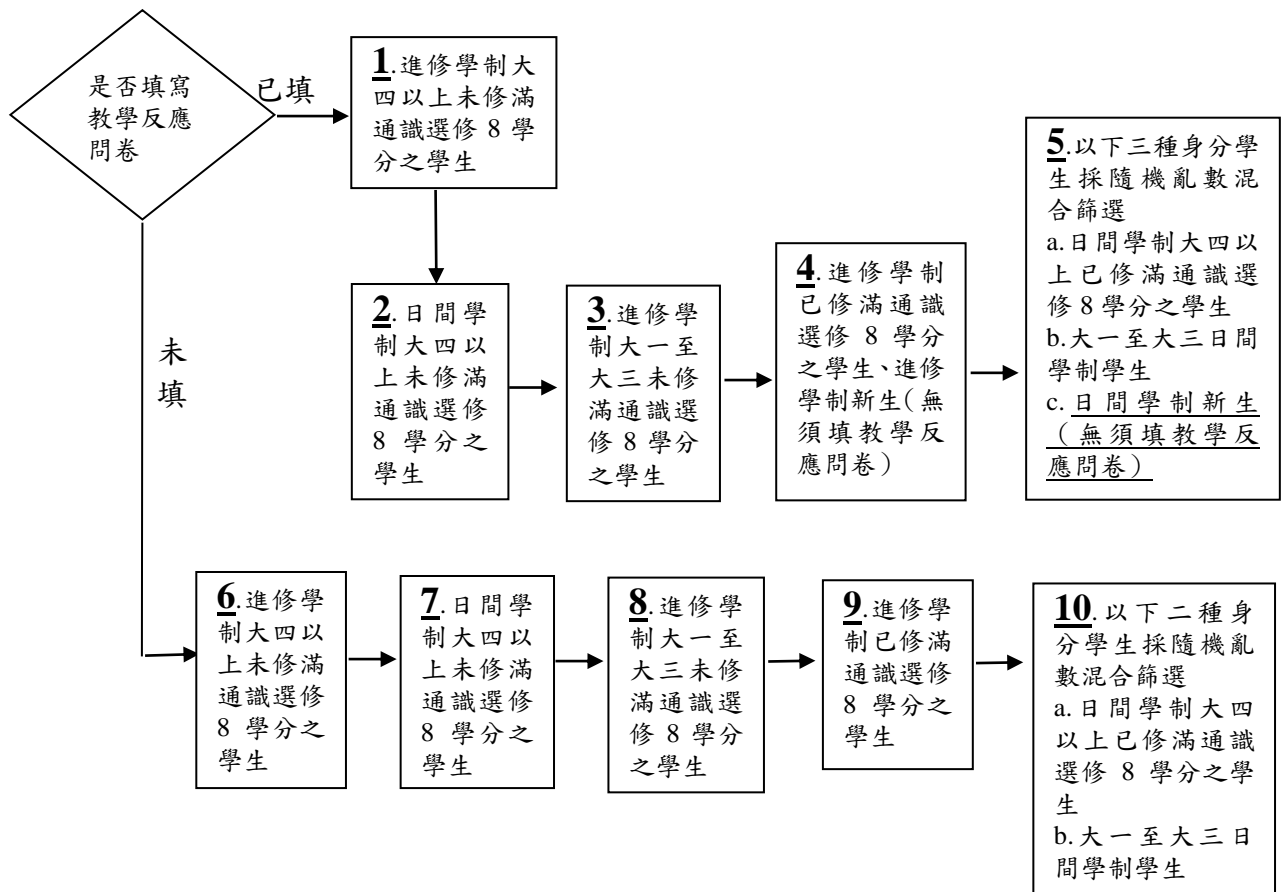 是否填寫
教學反應
問卷
已填
1.進修學制大
四以上未修滿
通識選修 8 學
分之學生
2.日間學
制大四以
上未修滿
通識選修
8 學分之
學生
3.進修學
制大一至
大三未修
滿通識選
修 8 學分
之學生
4.進修學制
已修滿通識
選修 8 學分
之學生、進修
學制新生(無
須填教學反
應問卷)
5.以下三種身分學
生採隨機亂數混
合篩選
a.日間學制大四以
上已修滿通識選
修 8 學分之學生
b.大一至大三日間
學制學生
c.日間學制新生
（無須填教學反
應問卷）
未
填
6.進修學
制大四以
上未修滿
通識選修
8 學分之
學生
7.日間學
制大四以
上未修滿
通識選修
8 學分之
學生
8.進修學
制大一至
大三未修
滿通識選
修 8 學分
之學生
9.進修學
制已修滿
通識選修
8 學分之
學生
10.以下二種身
分學生採隨機亂
數混合篩選
a.日間學制大四
以上已修滿通識
選修 8 學分之學
生
b.大一至大三日
間學制學生